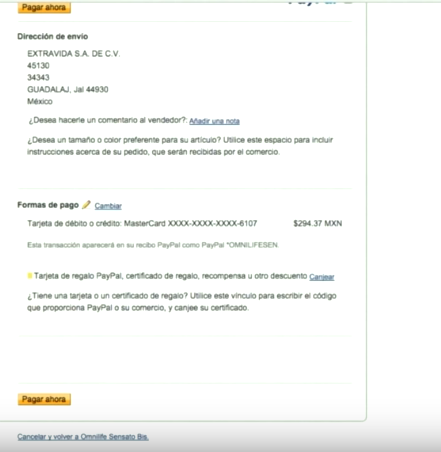 Pagar ahora
Dirección de envío
EXTRAVIDA S.A. DE C.V.
45130
34343
GUADALAJ, Jal 44930
México
¿Desea hacerle un comentario al vendedor?: Añadir una nota
¿Desea un tamaño o color preferente para su artículo? Utilice este espacio para incluir
instrucciones acerca de su pedido, que serán recibidas por el comercio.
Formas de pago Cambiar
Tarjeta de débito o crédito: MasterCard XXXX-XXXX-XXXX-6107 $294.37 MXN
Esta transacción aparecerá en su recibo PayPal como PayPal *OMNILIFESEN.
Tarjeta de regalo PayPal, certificado de regalo, recompensa u otro descuento Canjear
¿Tiene una tarjeta o un certificado de regalo? Utilice este vínculo para escribir el código
que proporciona PayPal o su comercio, y canjee su certificado.
Pagar ahora
Cancelar y volver a Omnilife Sensato Bis.